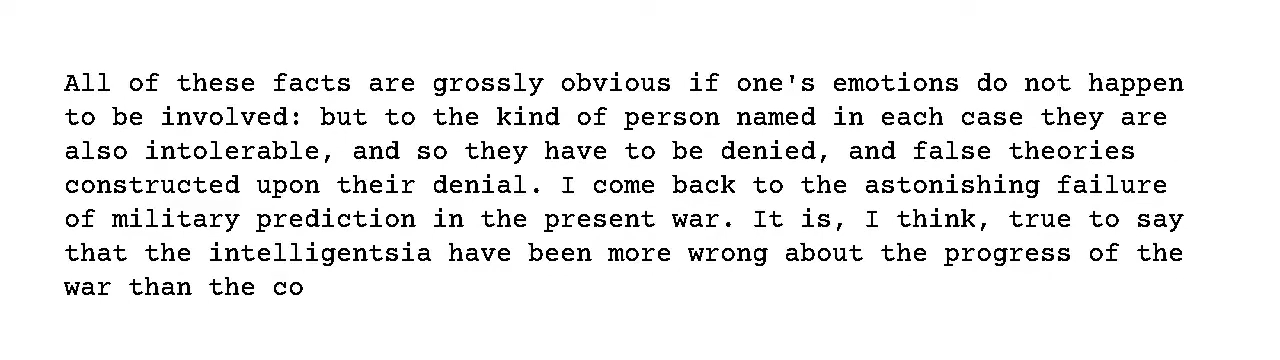 All of these facts are grossly obvious if one's emotions do not happen
to be involved: but to the kind of person named in each case they are
also intolerable, and so they have to be denied, and false theories
constructed upon their denial. I come back to the astonishing failure
of military prediction in the present war. It is, I think, true to say
that the intelligentsia have been more wrong about the progress of the
war than the co